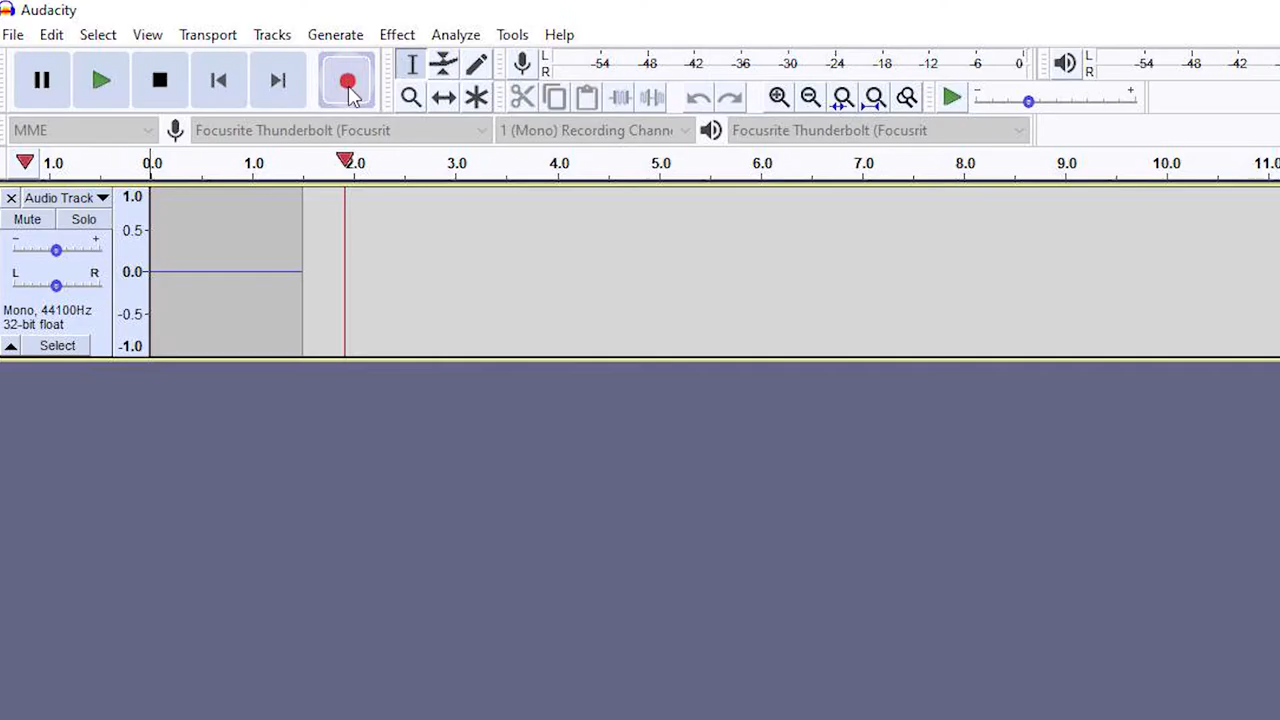 Audacity
File Edit Select View Transport Tracks Generate Effect Analyze Tools Help
L -54 -48 -42 -36 -30 -24 -18 -12 -6 0 L -54 -48 -42
R R
MME Focusrite Thunderbolt (Focusrit 1 (Mono) Recording Chann Focusrite Thunderbolt (Focusrit
1.0 0.0 1.0 2.0 3.0 4.0 5.0 6.0 7.0 8.0 9.0 10.0 11.0
Audio Track 1.0
Mute Solo
0.5
L R 0.0
Mono, 44100Hz
-0.5
32-bit float
Select -1.0